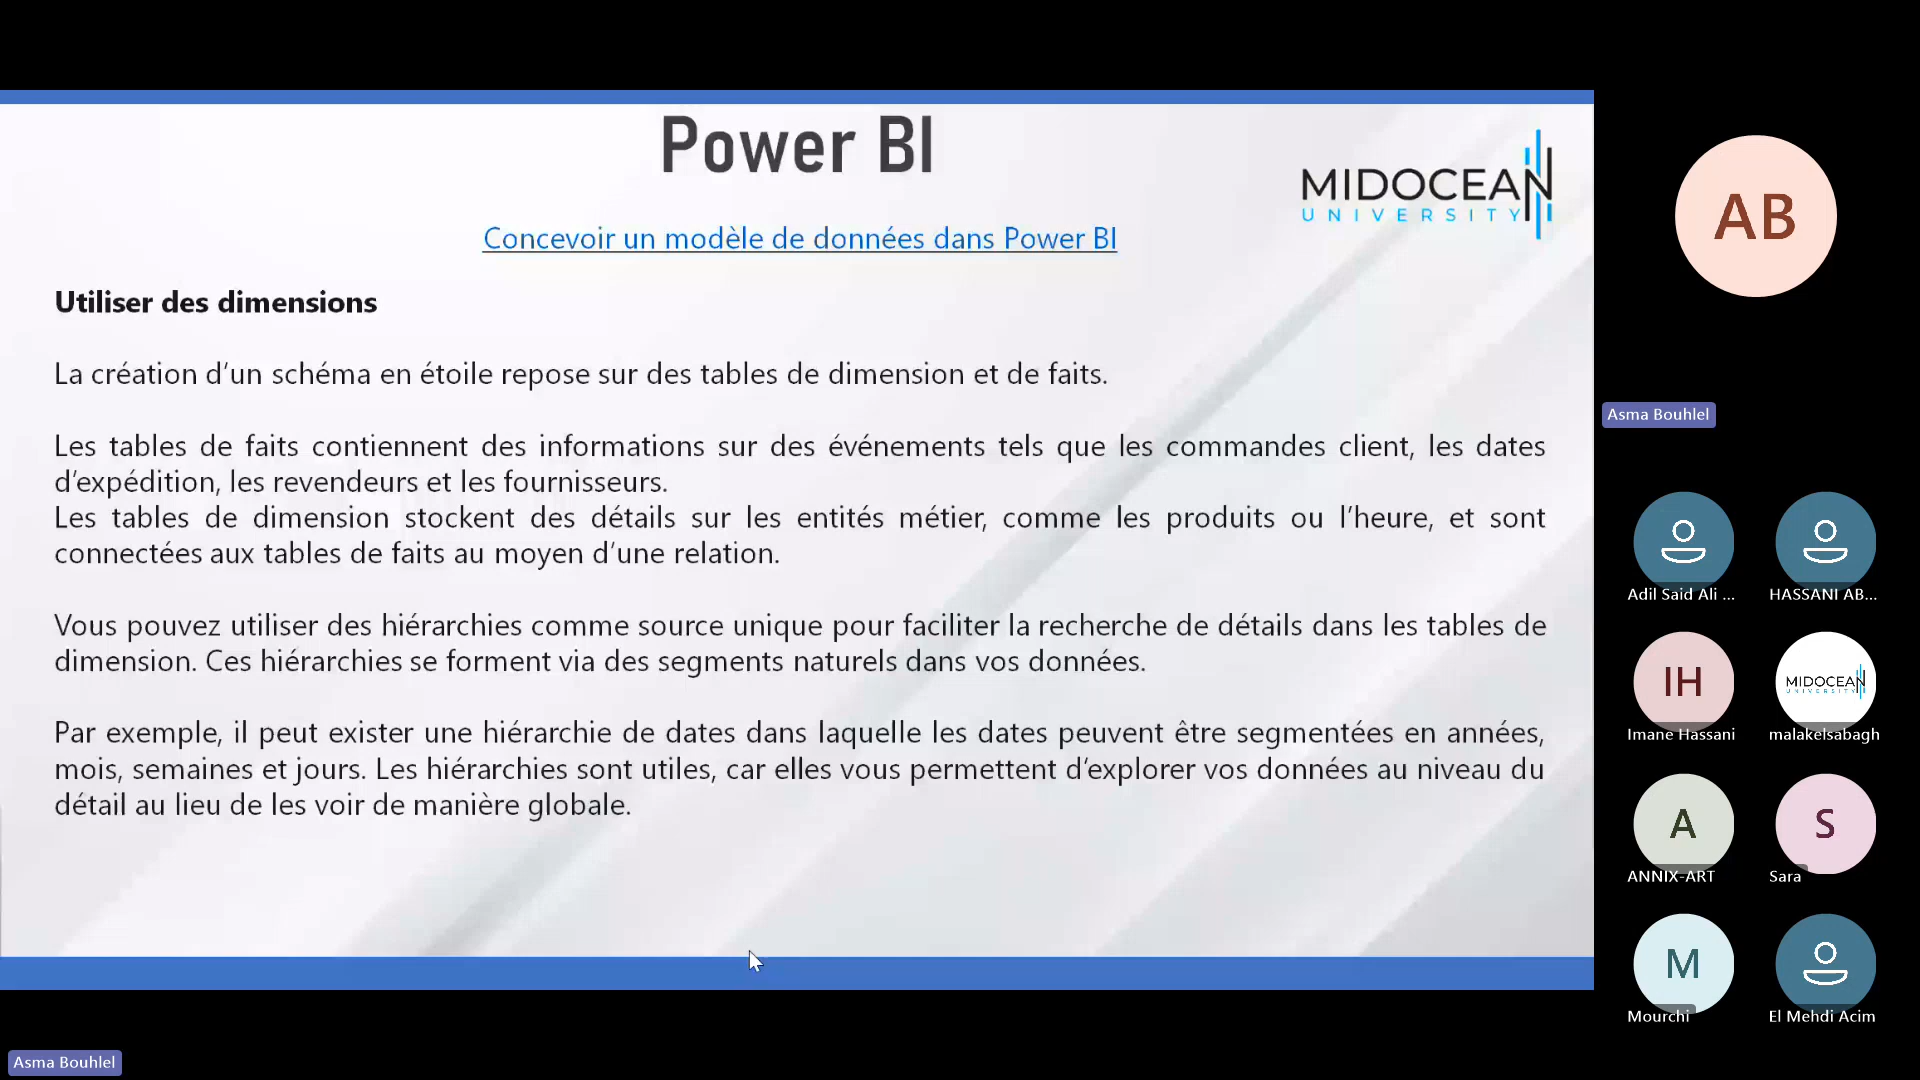 Power BI
MIDOCEAN
UNIVERSITY
Concevoir un modèle de données dans Power BI
Utiliser des dimensions
La création d’un schéma en étoile repose sur des tables de dimension et de faits.
Les tables de faits contiennent des informations sur des événements tels que les commandes client, les dates
d’expédition, les revendeurs et les fournisseurs.
Les tables de dimension stockent des détails sur les entités métier, comme les produits ou l’heure, et sont
connectées aux tables de faits au moyen d’une relation.
Vous pouvez utiliser des hiérarchies comme source unique pour faciliter la recherche de détails dans les tables de
dimension. Ces hiérarchies se forment via des segments naturels dans vos données.
Par exemple, il peut exister une hiérarchie de dates dans laquelle les dates peuvent être segmentées en années,
mois, semaines et jours. Les hiérarchies sont utiles, car elles vous permettent d’explorer vos données au niveau du
détail au lieu de les voir de manière globale.
Asma Bouhlel
AB
Asma Bouhlel
Adil Said Ali ...
HASSANI AB...
IH
Imane Hassani
MIDOCEAN
UNIVERSITY
malakelsabagh
A
ANNIX-ART
S
Sara
M
Mourchi
El Mehdi Acim